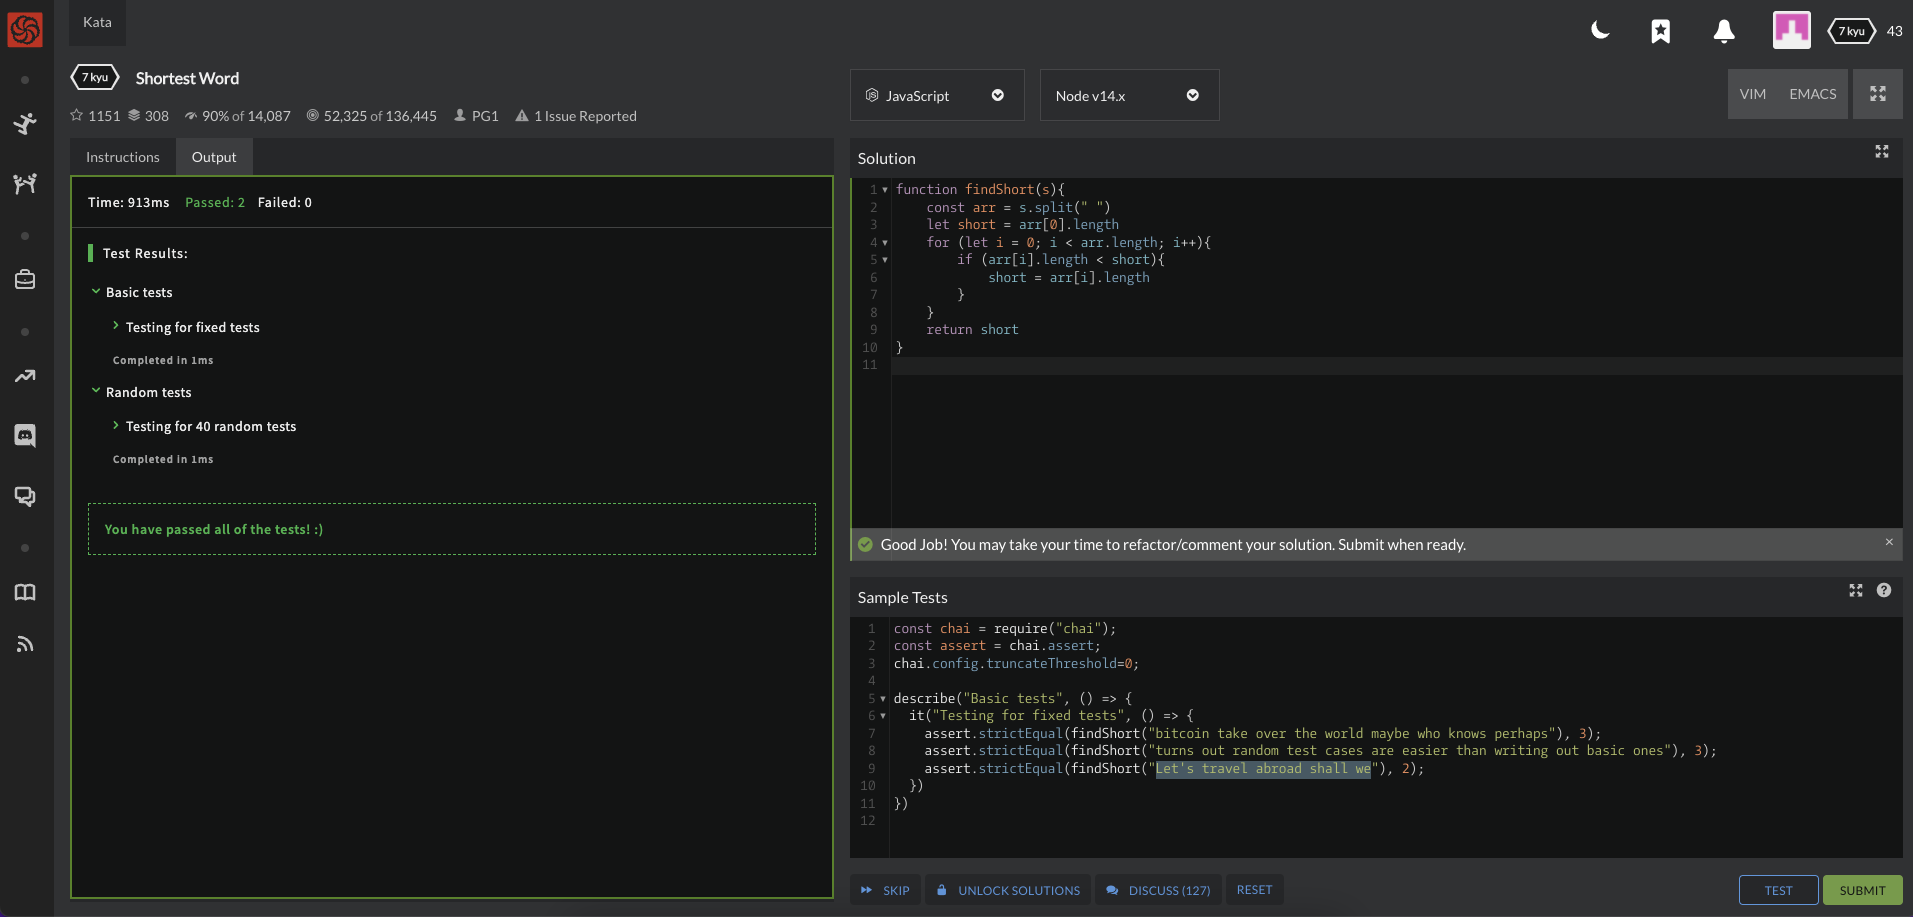 Kata
7 kyu 43
7 kyu Shortest Word
1151 308 90% of 14,087 52,325 of 136,445 PG1 1 Issue Reported
JavaScript Node v14.x
VIM EMACS
Instructions Output
Time: 913ms Passed: 2 Failed: 0
Test Results:
Basic tests
Testing for fixed tests
Completed in 1ms
Random tests
Testing for 40 random tests
Completed in 1ms
You have passed all of the tests! :)
Solution
1 function findShort(s){
2     const arr = s.split(" ")
3     let short = arr[0].length
4     for (let i = 0; i < arr.length; i++){
5         if (arr[i].length < short){
6             short = arr[i].length
7         }
8     }
9     return short
10 }
11
Good Job! You may take your time to refactor/comment your solution. Submit when ready.
Sample Tests
1 const chai = require("chai");
2 const assert = chai.assert;
3 chai.config.truncateThreshold=0;
4
5 describe("Basic tests", () => {
6   it("Testing for fixed tests", () => {
7     assert.strictEqual(findShort("bitcoin take over the world maybe who knows perhaps"), 3);
8     assert.strictEqual(findShort("turns out random test cases are easier than writing out basic ones"), 3);
9     assert.strictEqual(findShort("Let's travel abroad shall we"), 2);
10   })
11 })
12
SKIP UNLOCK SOLUTIONS DISCUSS (127) RESET TEST SUBMIT